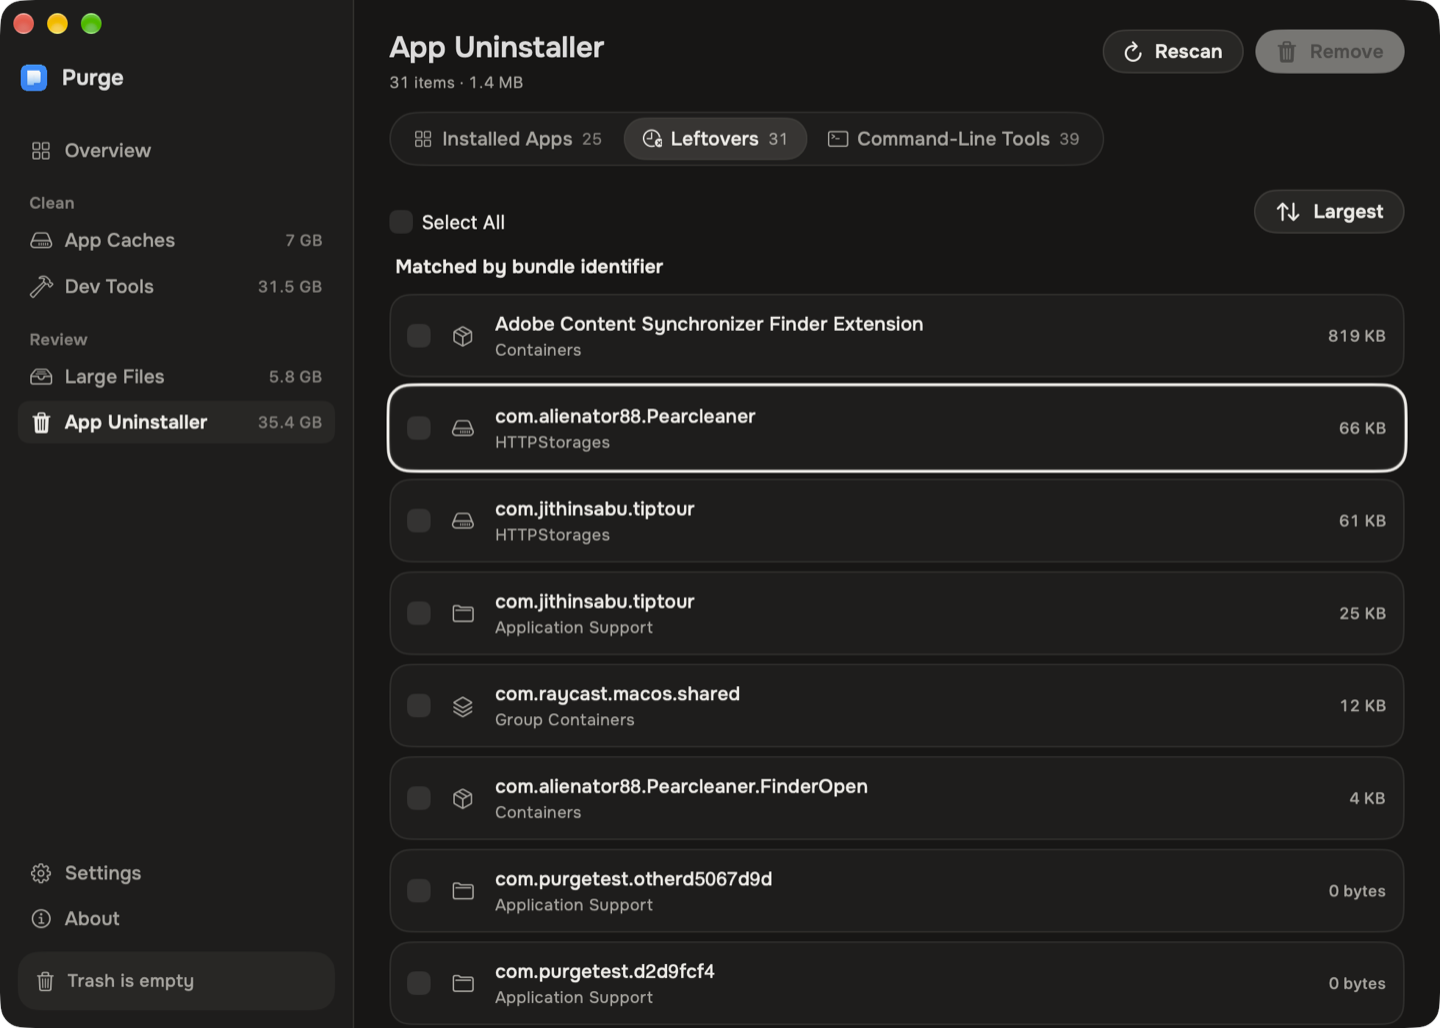 Purge
Overview
Clean
App Caches 7 GB
Dev Tools 31.5 GB
Review
Large Files 5.8 GB
App Uninstaller 35.4 GB
Settings
About
Trash is empty
App Uninstaller
31 items · 1.4 MB
Rescan
Remove
Installed Apps 25
Leftovers 31
Command-Line Tools 39
Select All
Largest
Matched by bundle identifier
Adobe Content Synchronizer Finder Extension
Containers
819 KB
com.alienator88.Pearcleaner
HTTPStorages
66 KB
com.jithinsabu.tiptour
HTTPStorages
61 KB
com.jithinsabu.tiptour
Application Support
25 KB
com.raycast.macos.shared
Group Containers
12 KB
com.alienator88.Pearcleaner.FinderOpen
Containers
4 KB
com.purgetest.otherd5067d9d
Application Support
0 bytes
com.purgetest.d2d9fcf4
Application Support
0 bytes